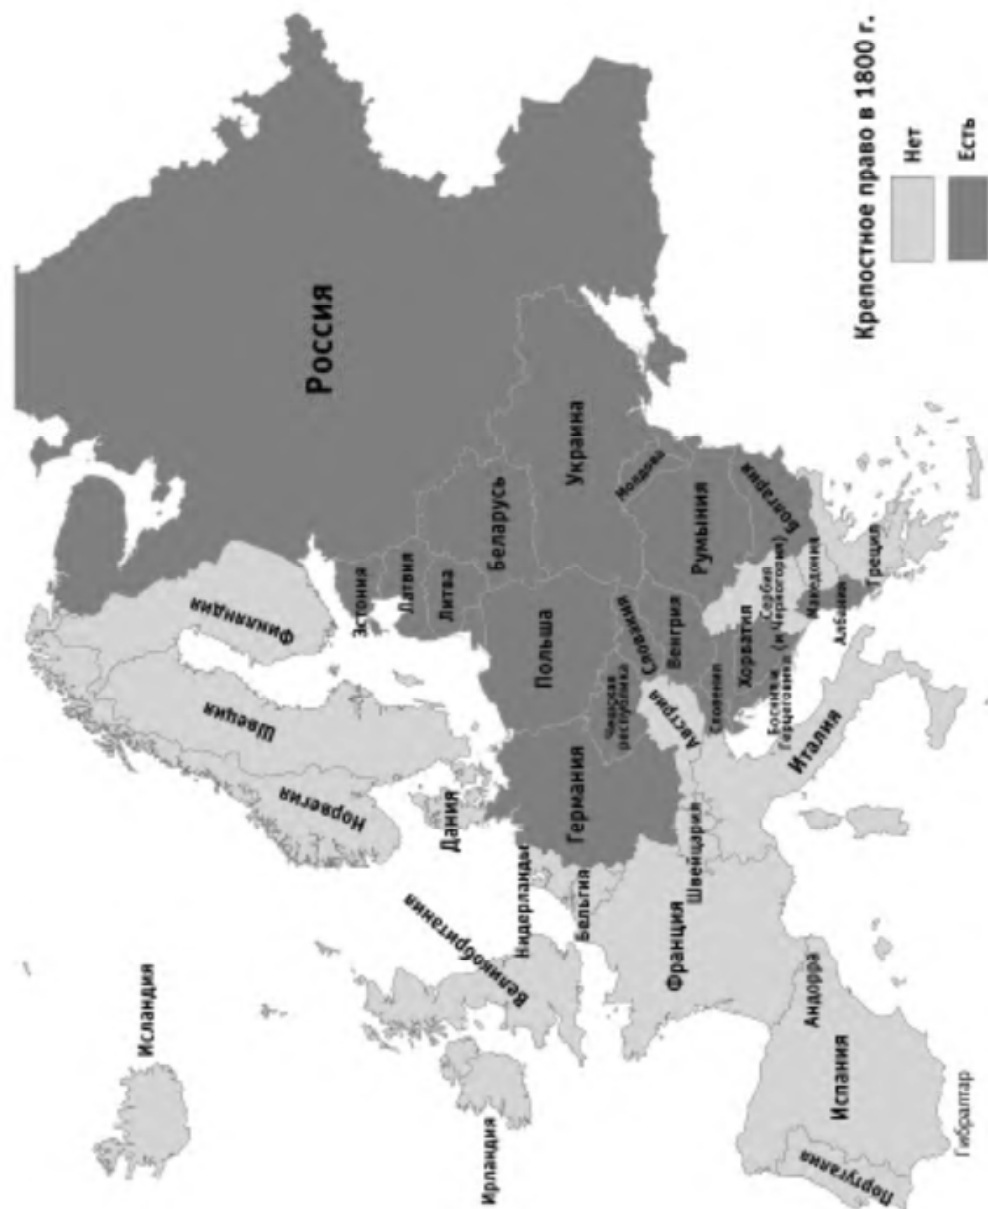 Исландия
Норвегия
Швеция
Финляндия
Россия
Эстония
Латвия
Литва
Дания
Беларусь
Великобритания
Ирландия
Нидерланды
Бельгия
Германия
Польша
Украина
Чешская
республика
Словакия
Молдова
Франция
Швейцария
Австрия
Венгрия
Румыния
Словения
Хорватия
Сербия
(и Черногория)
Босния и
Герцеговина
Болгария
Македония
Албания
Греция
Италия
Андорра
Испания
Португалия
Гибралтар
Крепостное право в 1800 г.
Нет
Есть